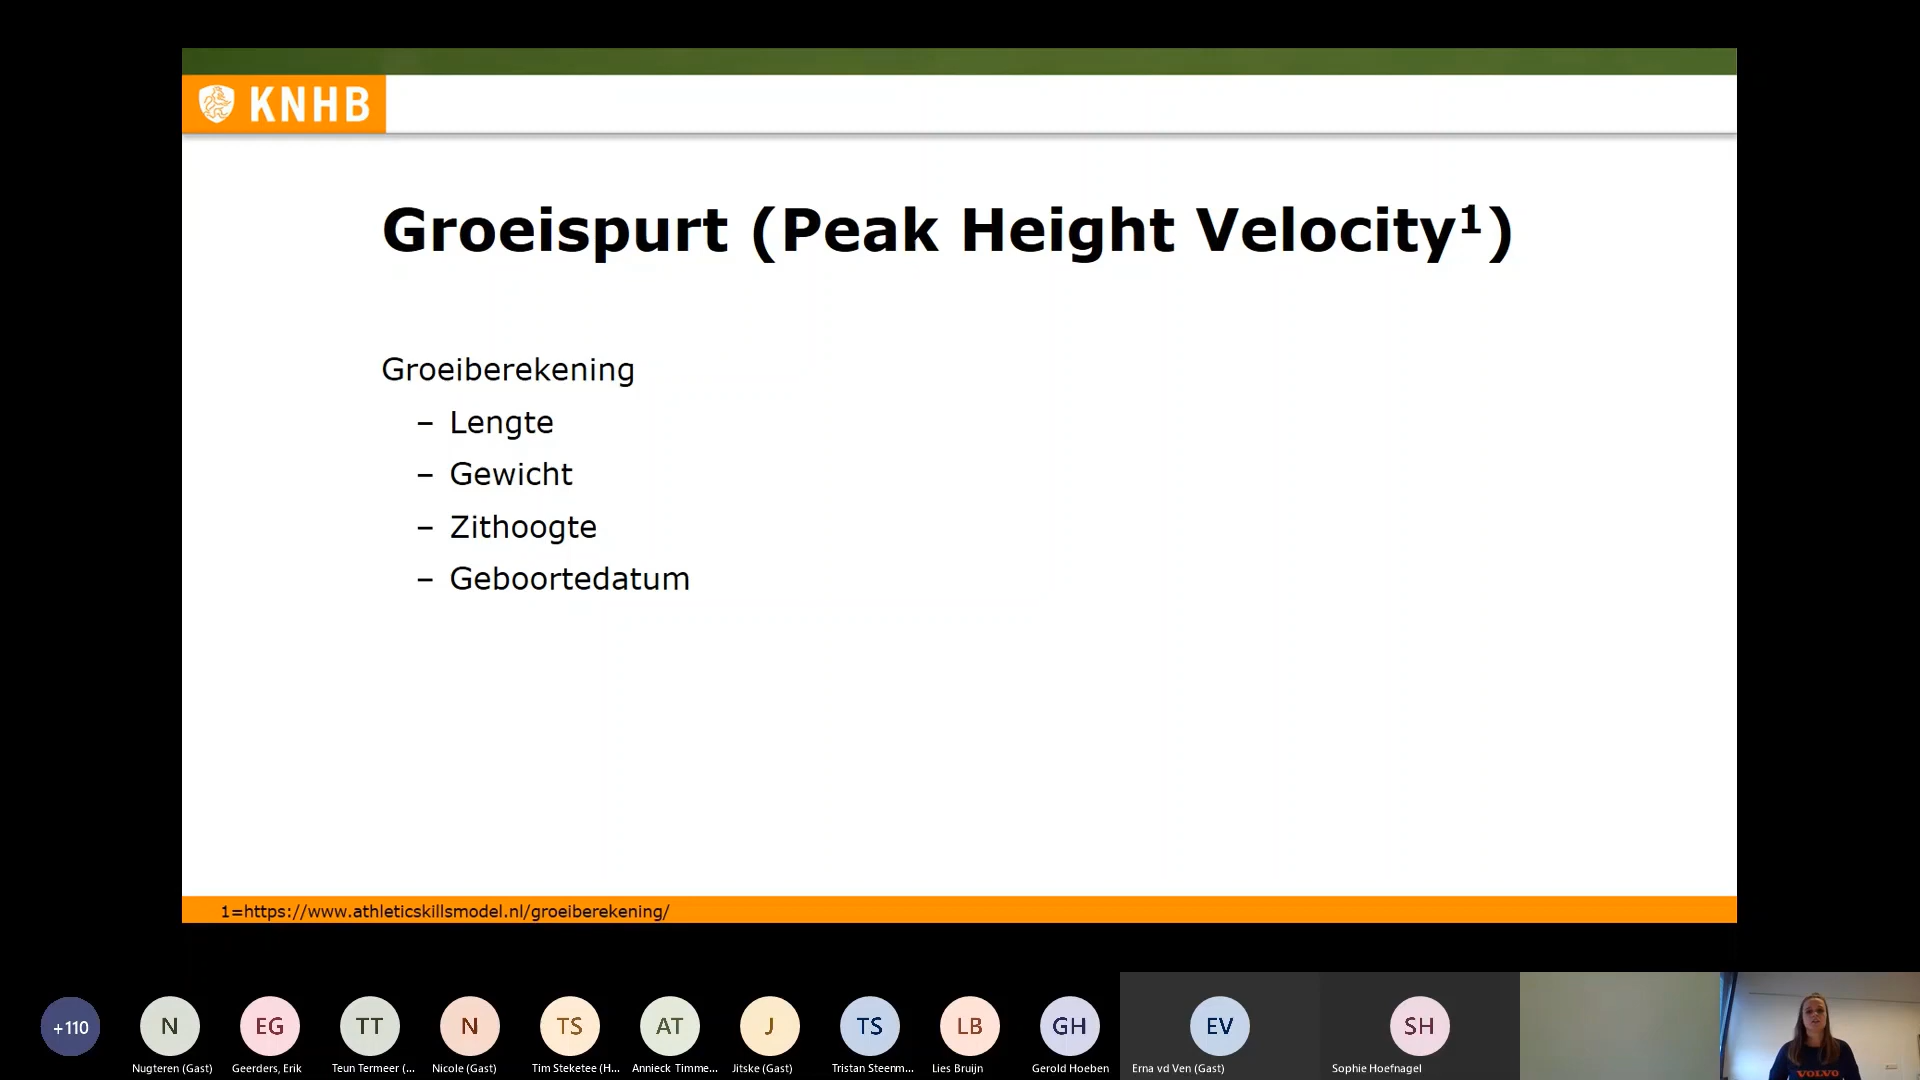 KNHB
Groeispurt (Peak Height Velocity¹)
Groeiberekening
– Lengte
– Gewicht
– Zithoogte
– Geboortedatum
1=https://www.athleticskillsmodel.nl/groeiberekening/
+110
N
EG
TT
N
TS
AT
J
TS
LB
GH
EV
SH
Nugteren (Gast)
Geerders, Erik
Teun Termeer (...
Nicole (Gast)
Tim Steketee (H...
Annieck Timme...
Jitske (Gast)
Tristan Steenm...
Lies Bruijn
Gerold Hoeben
Erna vd Ven (Gast)
Sophie Hoefnagel
VOLVO